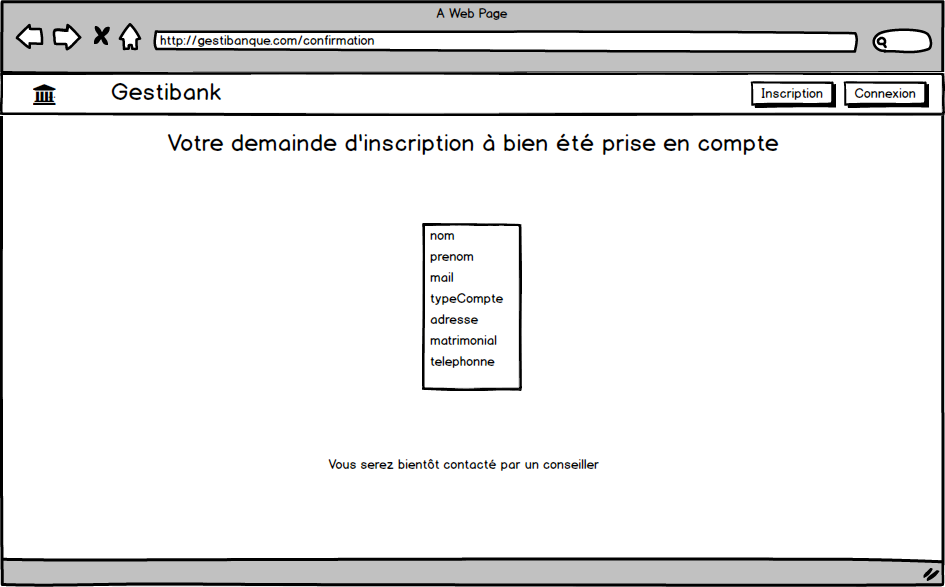 A Web Page
http://gestibanque.com/confirmation
Gestibank
Inscription
Connexion
Votre demainde d'inscription à bien été prise en compte
nom
prenom
mail
typeCompte
adresse
matrimonial
telephonne
Vous serez bientôt contacté par un conseiller